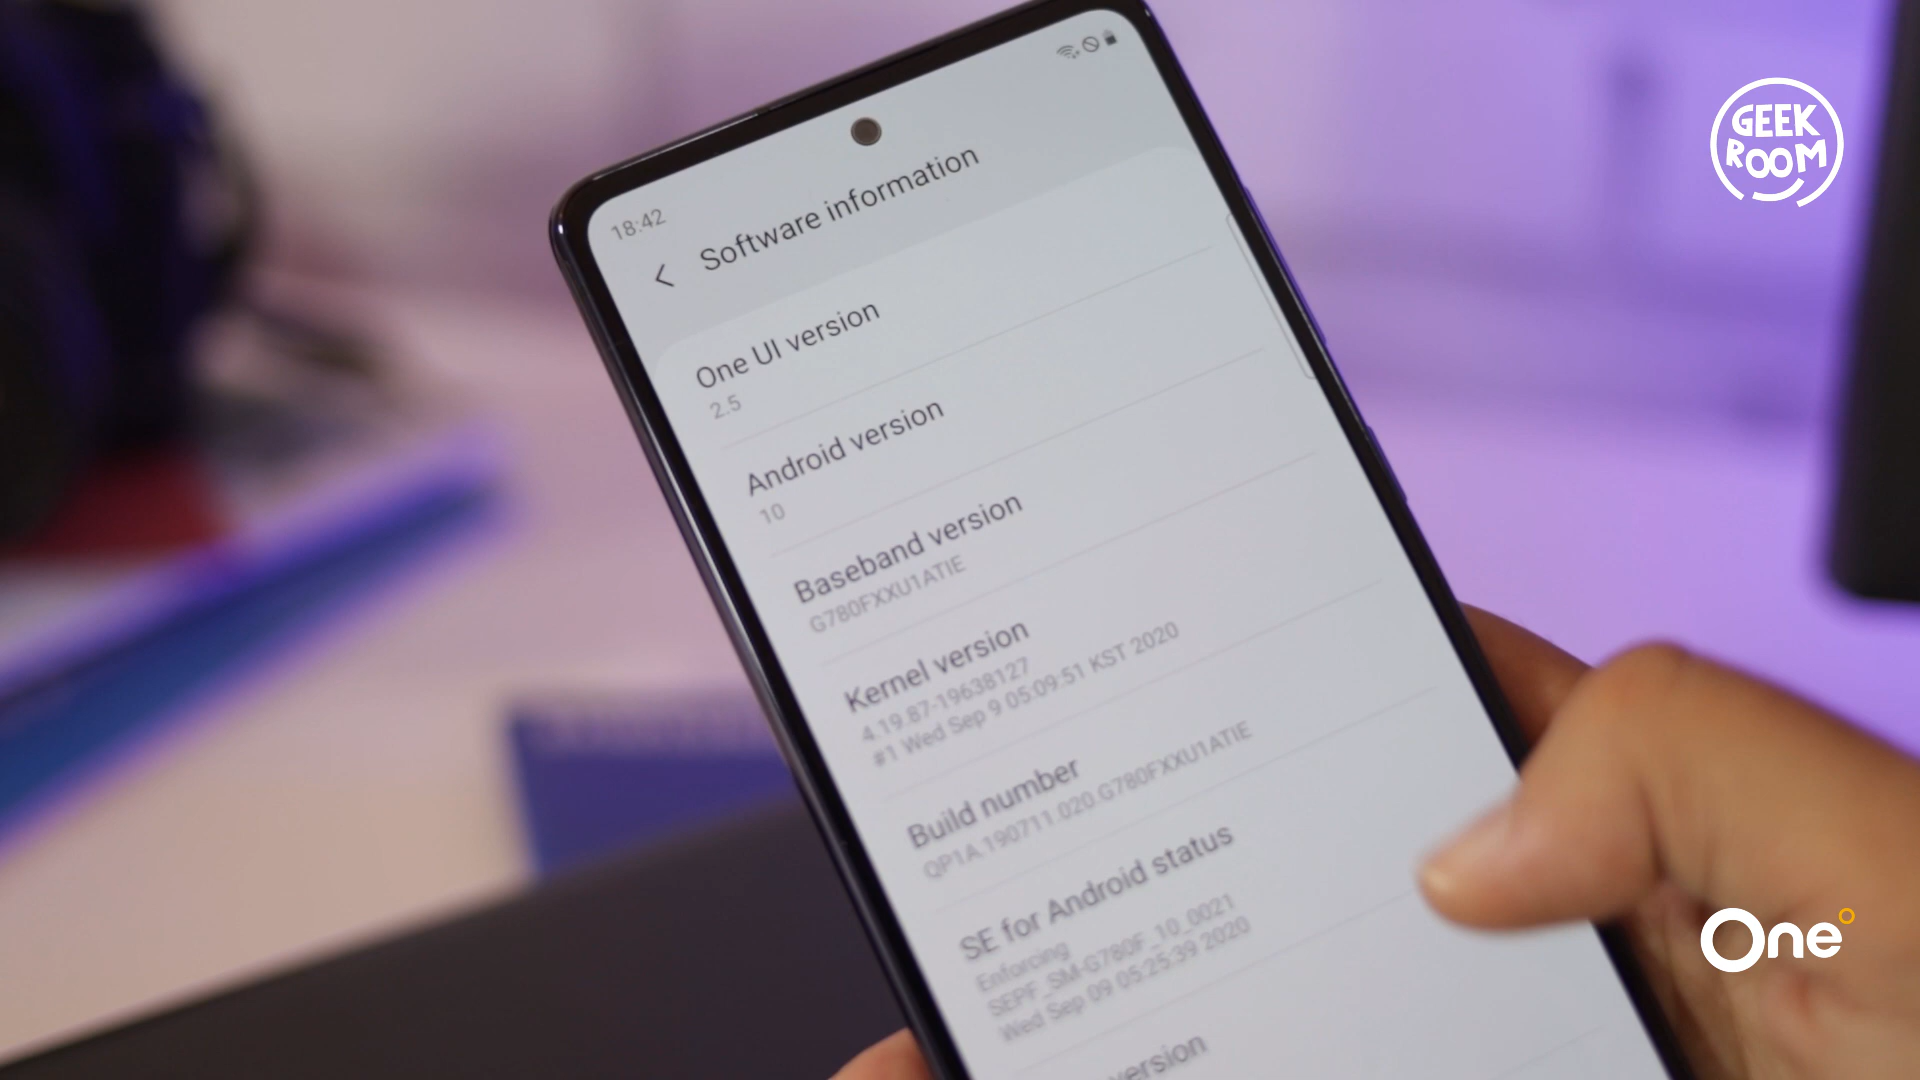 18:42
Software information
One UI version
2.5
Android version
10
Baseband version
G780FXXU1ATIE
Kernel version
4.19.87-19638127
#1 Wed Sep 9 05:09:51 KST 2020
Build number
QP1A.190711.020.G780FXXU1ATIE
SE for Android status
Enforcing
SEPF_SM-G780F_10_0021
Wed Sep 09 05:25:39 2020
version
GEEK
ROOM
One